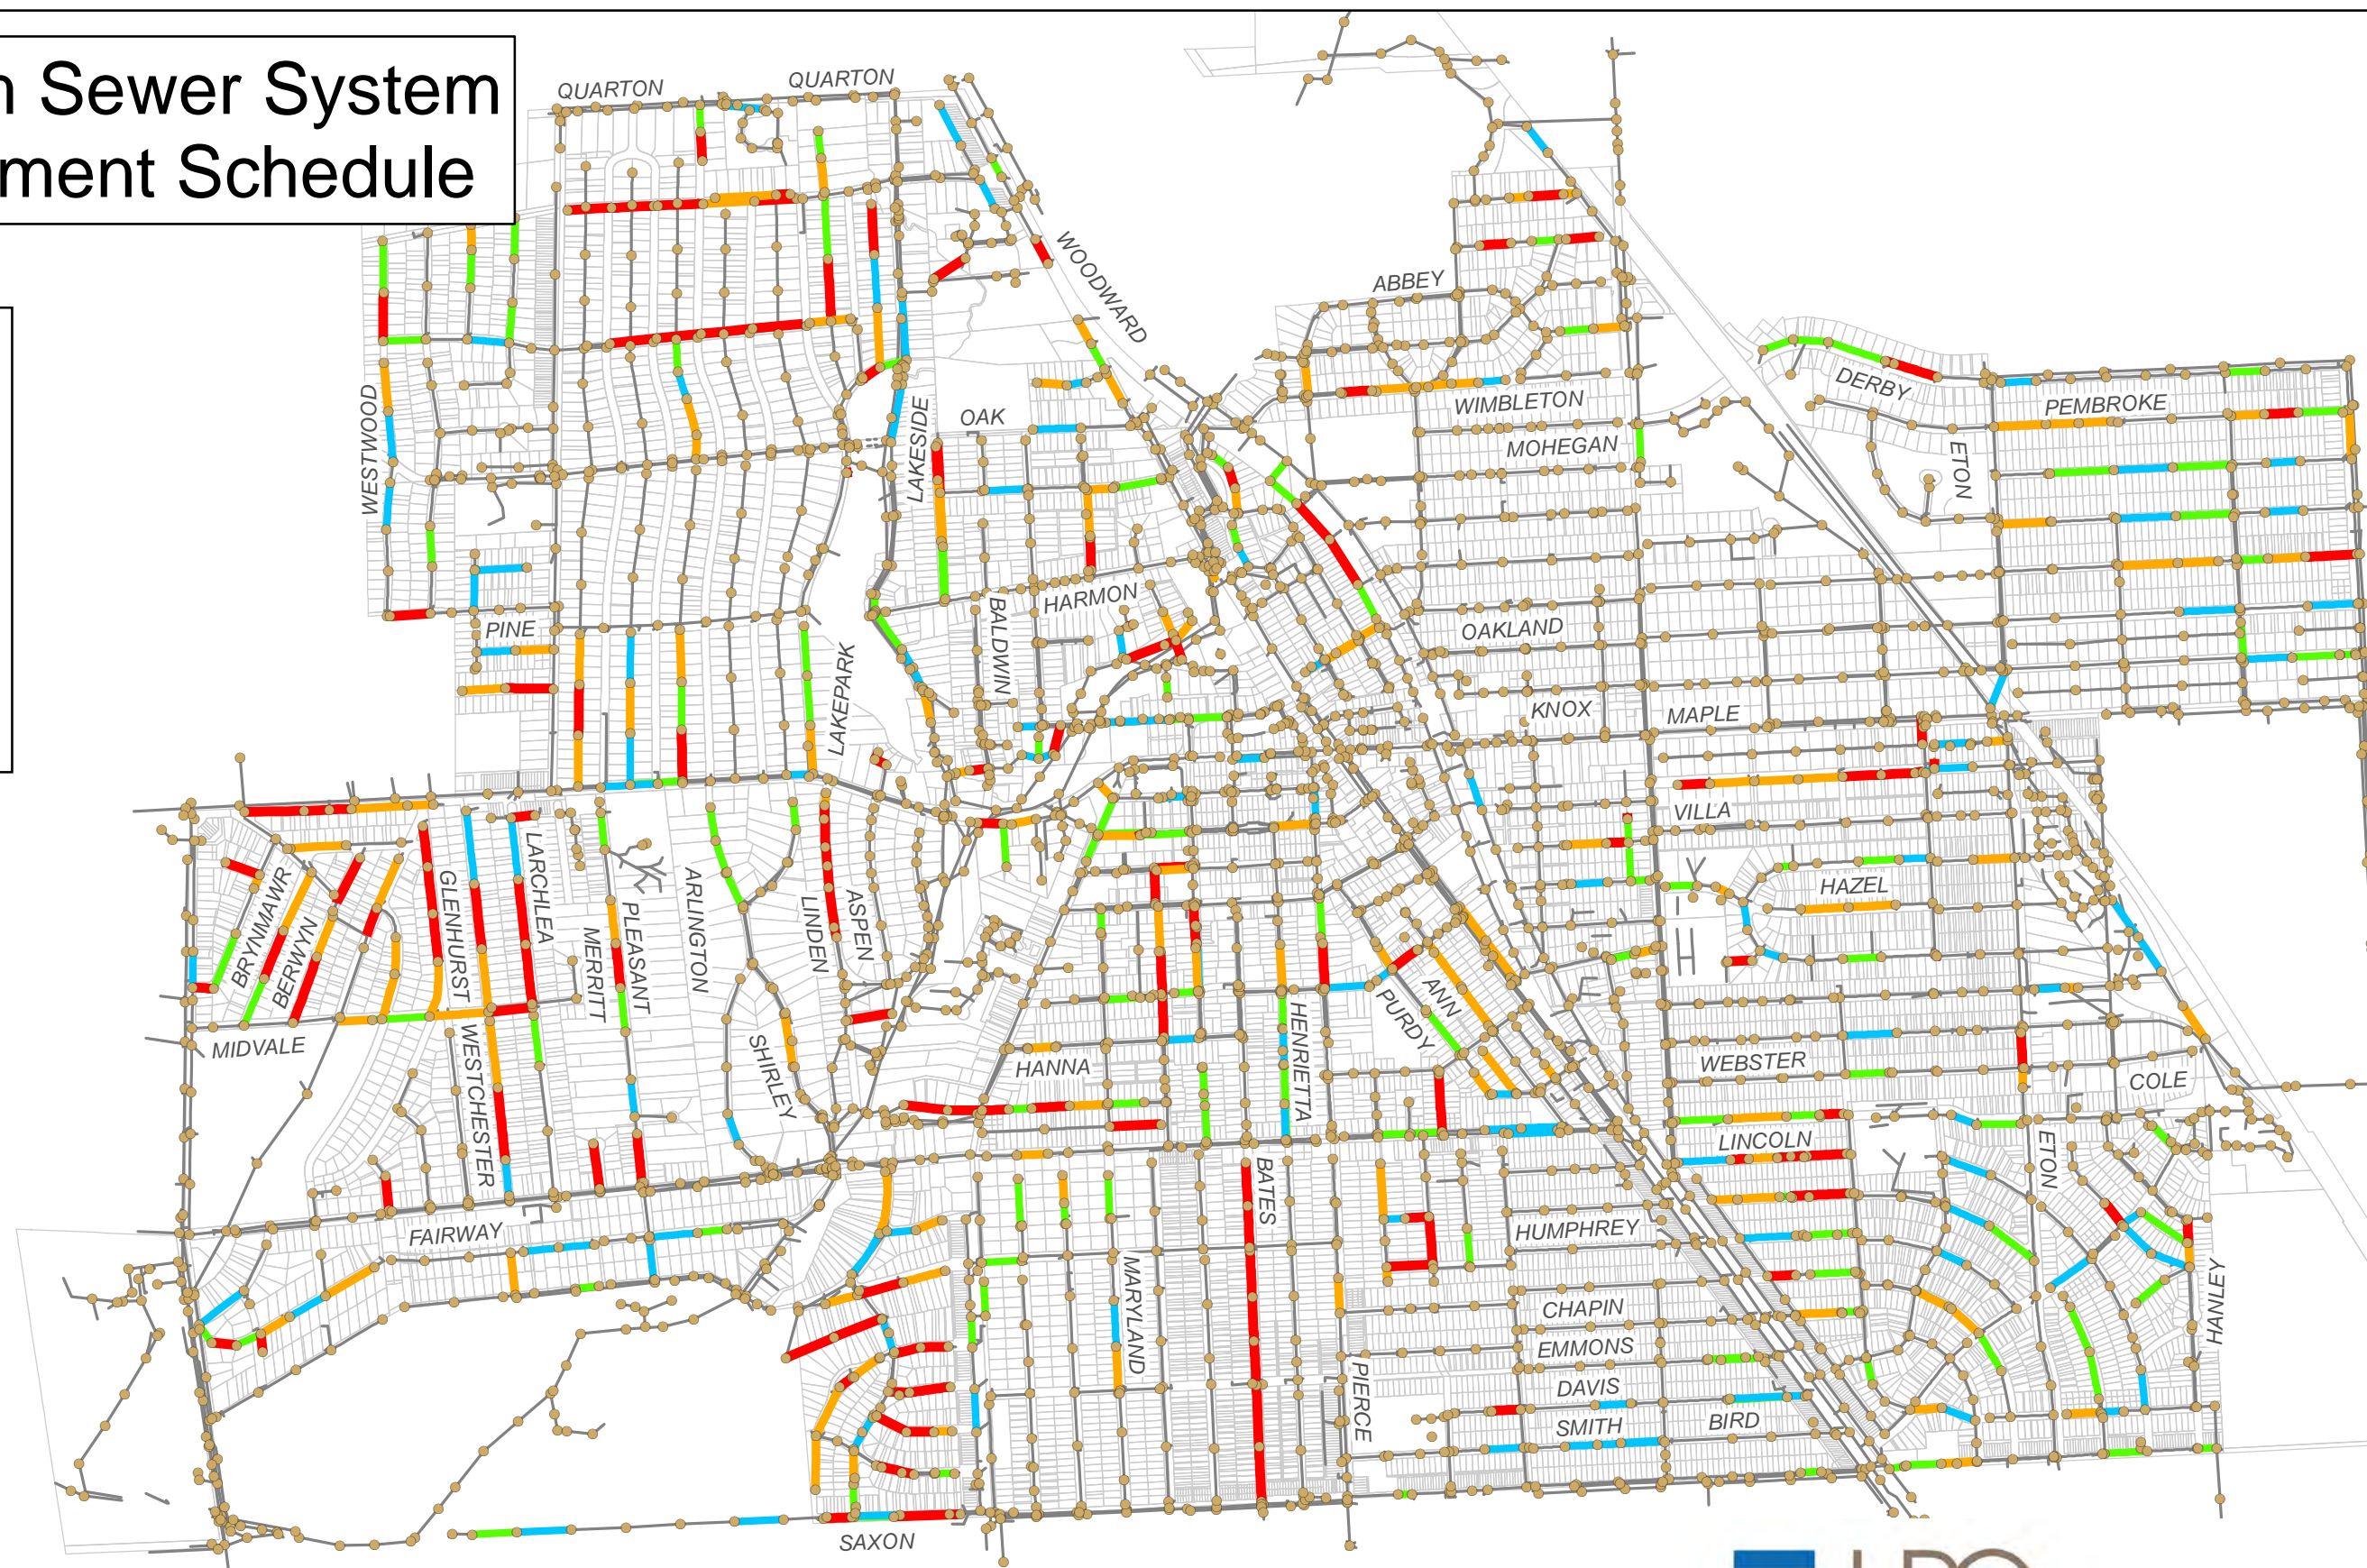 n Sewer System
ment Schedule
QUARTON
QUARTON
WOODWARD
ABBEY
DERBY
PEMBROKE
WESTWOOD
LAKESIDE
OAK
WIMBLETON
MOHEGAN
ETON
HARMON
BALDWIN
PINE
OAKLAND
LAKEPARK
KNOX
MAPLE
VILLA
LARCHLEA
GLENHURST
BRYNMAWR
BERWYN
PLEASANT
MERRITT
ARLINGTON
LINDEN
ASPEN
HAZEL
ANN
PURDY
HENRIETTA
MIDVALE
WESTCHESTER
SHIRLEY
HANNA
WEBSTER
COLE
LINCOLN
ETON
BATES
FAIRWAY
HUMPHREY
MARYLAND
CHAPIN
HANLEY
EMMONS
PIERCE
DAVIS
SMITH
BIRD
SAXON